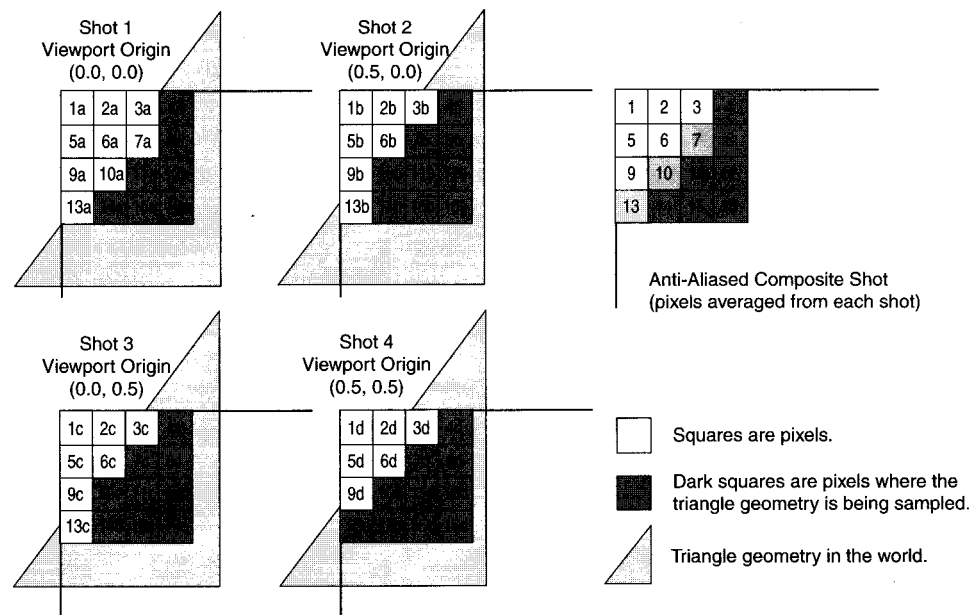 Shot 1
Viewport Origin
(0.0, 0.0)
1a 2a 3a
5a 6a 7a
9a 10a
13a
Shot 2
Viewport Origin
(0.5, 0.0)
1b 2b 3b
5b 6b
9b
13b
1 2 3
5 6 7
9 10
13
Anti-Aliased Composite Shot
(pixels averaged from each shot)
Shot 3
Viewport Origin
(0.0, 0.5)
1c 2c 3c
5c 6c
9c
13c
Shot 4
Viewport Origin
(0.5, 0.5)
1d 2d 3d
5d 6d
9d
Squares are pixels.
Dark squares are pixels where the
triangle geometry is being sampled.
Triangle geometry in the world.